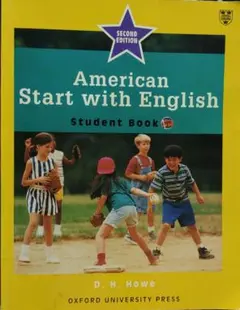 SECOND
EDITION
American
Start with English
Student Book
D. H. Howe
OXFORD UNIVERSITY PRESS